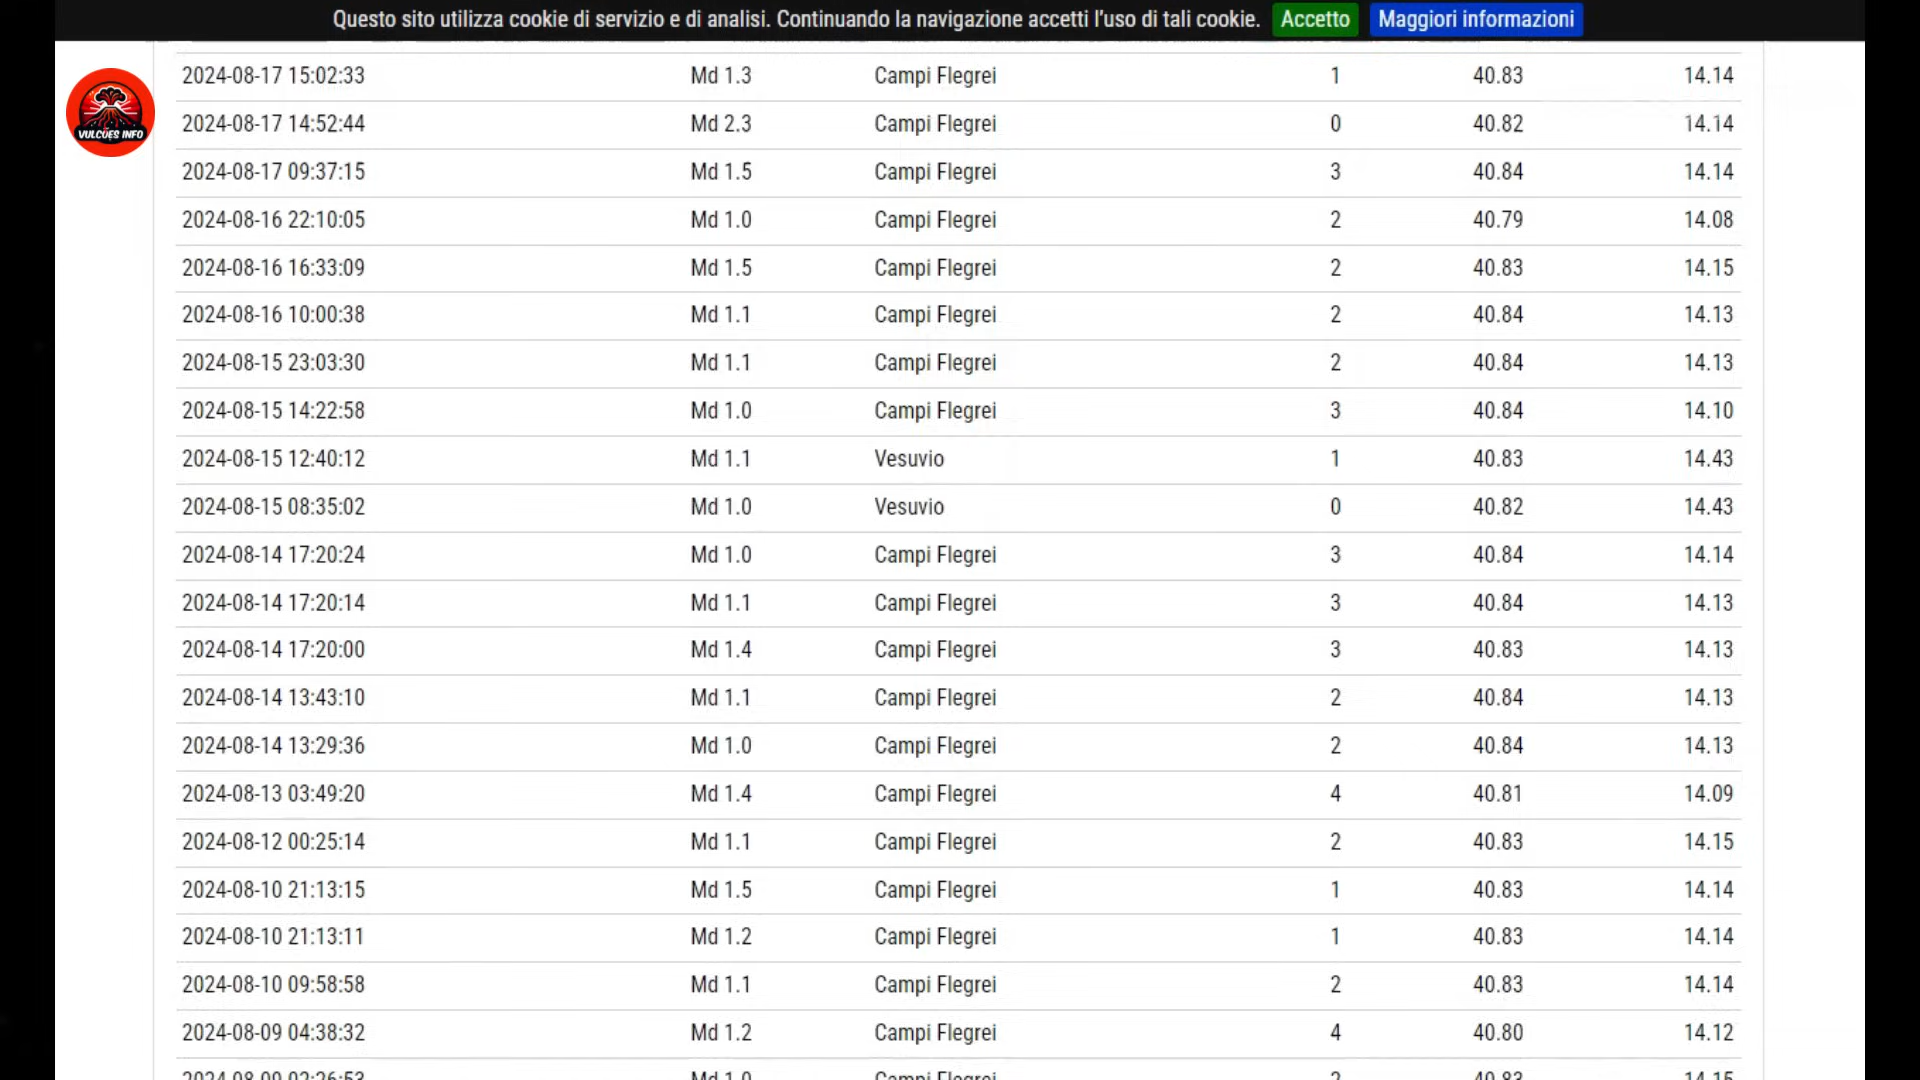 Questo sito utilizza cookie di servizio e di analisi. Continuando la navigazione accetti l'uso di tali cookie. Accetto Maggiori informazioni
VULCÕES INFO
2024-08-17 15:02:33 Md 1.3 Campi Flegrei 1 40.83 14.14
2024-08-17 14:52:44 Md 2.3 Campi Flegrei 0 40.82 14.14
2024-08-17 09:37:15 Md 1.5 Campi Flegrei 3 40.84 14.14
2024-08-16 22:10:05 Md 1.0 Campi Flegrei 2 40.79 14.08
2024-08-16 16:33:09 Md 1.5 Campi Flegrei 2 40.83 14.15
2024-08-16 10:00:38 Md 1.1 Campi Flegrei 2 40.84 14.13
2024-08-15 23:03:30 Md 1.1 Campi Flegrei 2 40.84 14.13
2024-08-15 14:22:58 Md 1.0 Campi Flegrei 3 40.84 14.10
2024-08-15 12:40:12 Md 1.1 Vesuvio 1 40.83 14.43
2024-08-15 08:35:02 Md 1.0 Vesuvio 0 40.82 14.43
2024-08-14 17:20:24 Md 1.0 Campi Flegrei 3 40.84 14.14
2024-08-14 17:20:14 Md 1.1 Campi Flegrei 3 40.84 14.13
2024-08-14 17:20:00 Md 1.4 Campi Flegrei 3 40.83 14.13
2024-08-14 13:43:10 Md 1.1 Campi Flegrei 2 40.84 14.13
2024-08-14 13:29:36 Md 1.0 Campi Flegrei 2 40.84 14.13
2024-08-13 03:49:20 Md 1.4 Campi Flegrei 4 40.81 14.09
2024-08-12 00:25:14 Md 1.1 Campi Flegrei 2 40.83 14.15
2024-08-10 21:13:15 Md 1.5 Campi Flegrei 1 40.83 14.14
2024-08-10 21:13:11 Md 1.2 Campi Flegrei 1 40.83 14.14
2024-08-10 09:58:58 Md 1.1 Campi Flegrei 2 40.83 14.14
2024-08-09 04:38:32 Md 1.2 Campi Flegrei 4 40.80 14.12